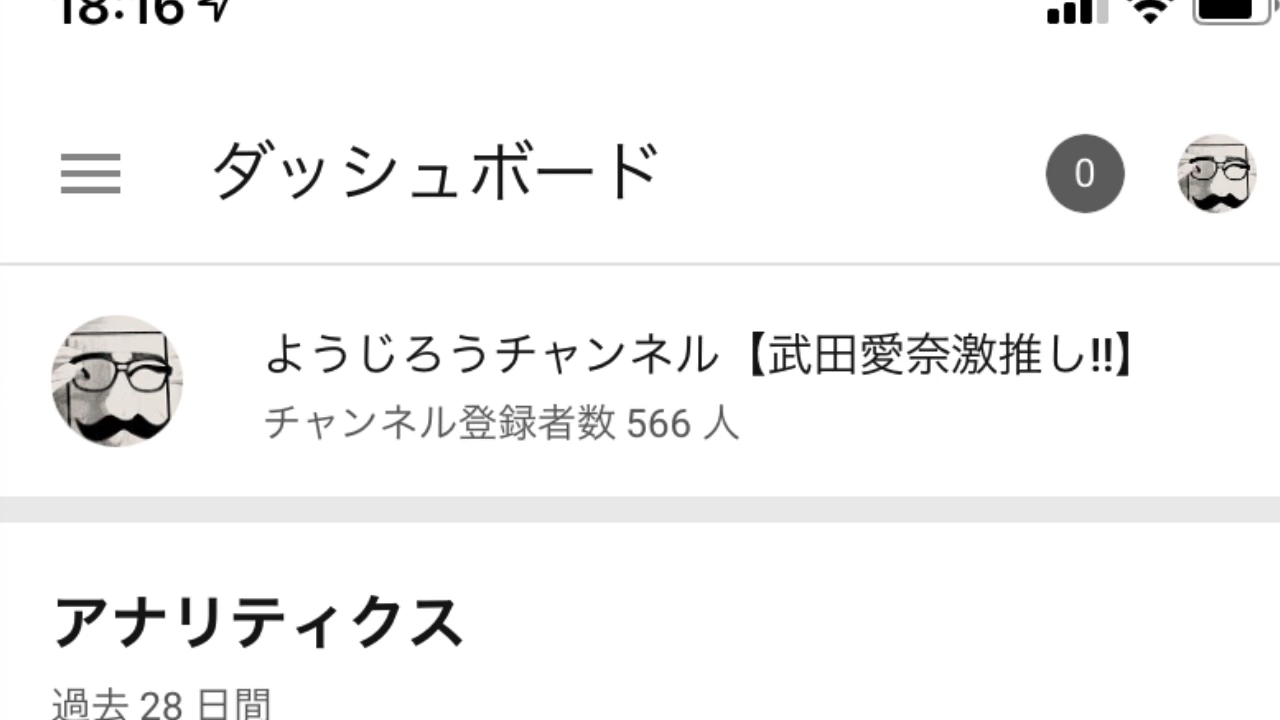 18:16
ダッシュボード
0
ようじろうチャンネル【武田愛奈激推し!!】
チャンネル登録者数 566 人
アナリティクス
過去 28 日間